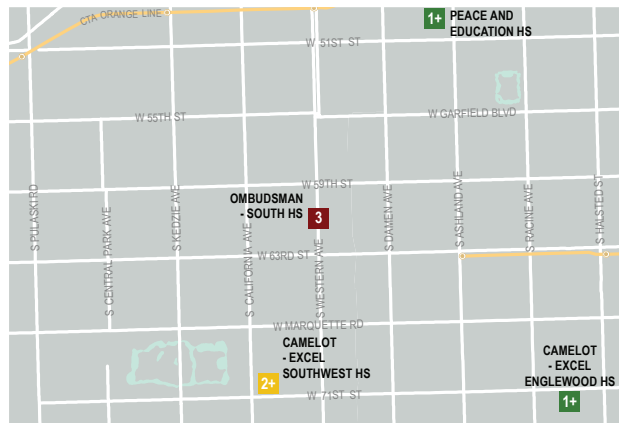 CTA ORANGE LINE
1+
PEACE AND
EDUCATION HS
W 51ST ST
W 55TH ST
W GARFIELD BLVD
W 59TH ST
OMBUDSMAN
- SOUTH HS
3
S PULASKI RD
S CENTRAL PARK AVE
S KEDZIE AVE
S CALIFORNIA AVE
S WESTERN AVE
S DAMEN AVE
S ASHLAND AVE
S RACINE AVE
S HALSTED ST
W 63RD ST
W MARQUETTE RD
CAMELOT
- EXCEL
SOUTHWEST HS
2+
CAMELOT
- EXCEL
ENGLEWOOD HS
1+
W 71ST ST